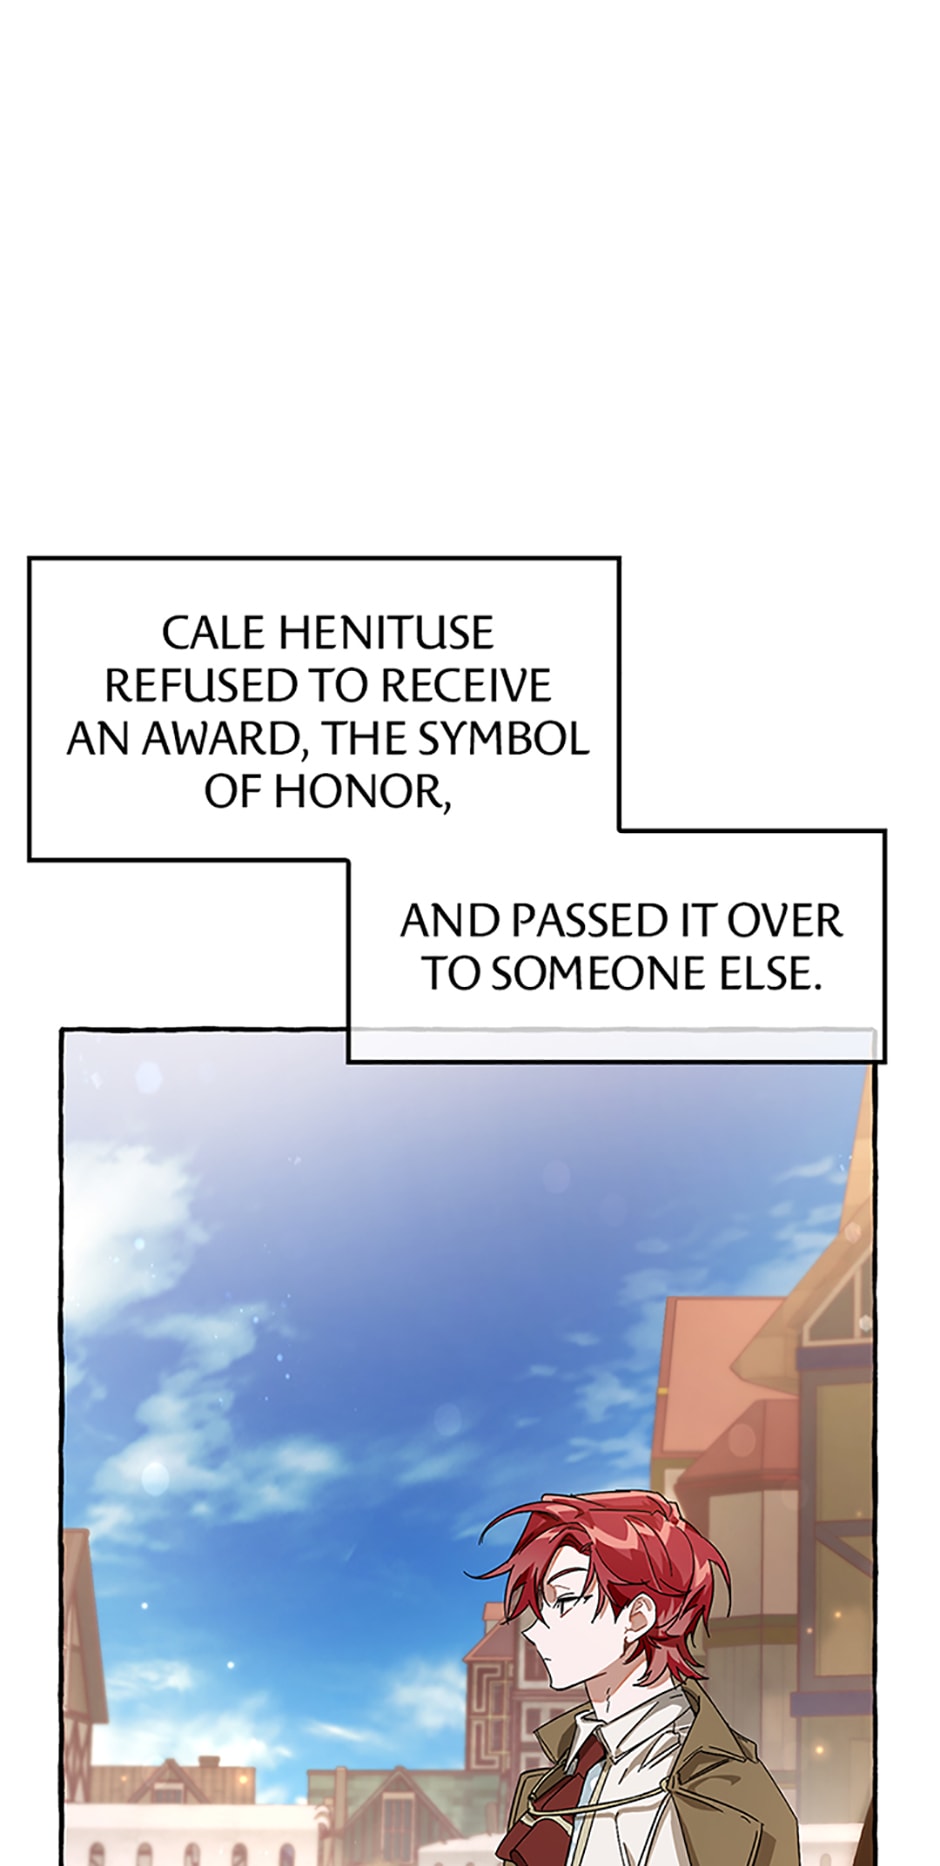 CALE HENITUSE
REFUSED TO RECEIVE
AN AWARD, THE SYMBOL
OF HONOR,
AND PASSED IT OVER
TO SOMEONE ELSE.